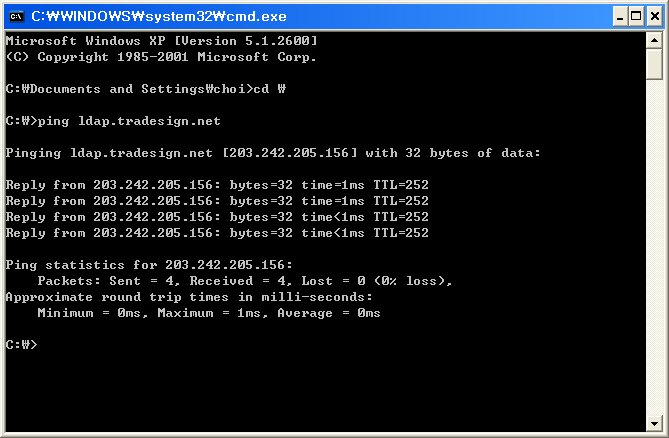 C:₩WINDOWS₩system32₩cmd.exe
Microsoft Windows XP [Version 5.1.2600]
(C) Copyright 1985-2001 Microsoft Corp.
C:₩Documents and Settings₩choi>cd ₩
C:₩>ping ldap.tradesign.net
Pinging ldap.tradesign.net [203.242.205.156] with 32 bytes of data:
Reply from 203.242.205.156: bytes=32 time=1ms TTL=252
Reply from 203.242.205.156: bytes=32 time=1ms TTL=252
Reply from 203.242.205.156: bytes=32 time<1ms TTL=252
Reply from 203.242.205.156: bytes=32 time<1ms TTL=252
Ping statistics for 203.242.205.156:
Packets: Sent = 4, Received = 4, Lost = 0 (0% loss),
Approximate round trip times in milli-seconds:
Minimum = 0ms, Maximum = 1ms, Average = 0ms
C:₩>